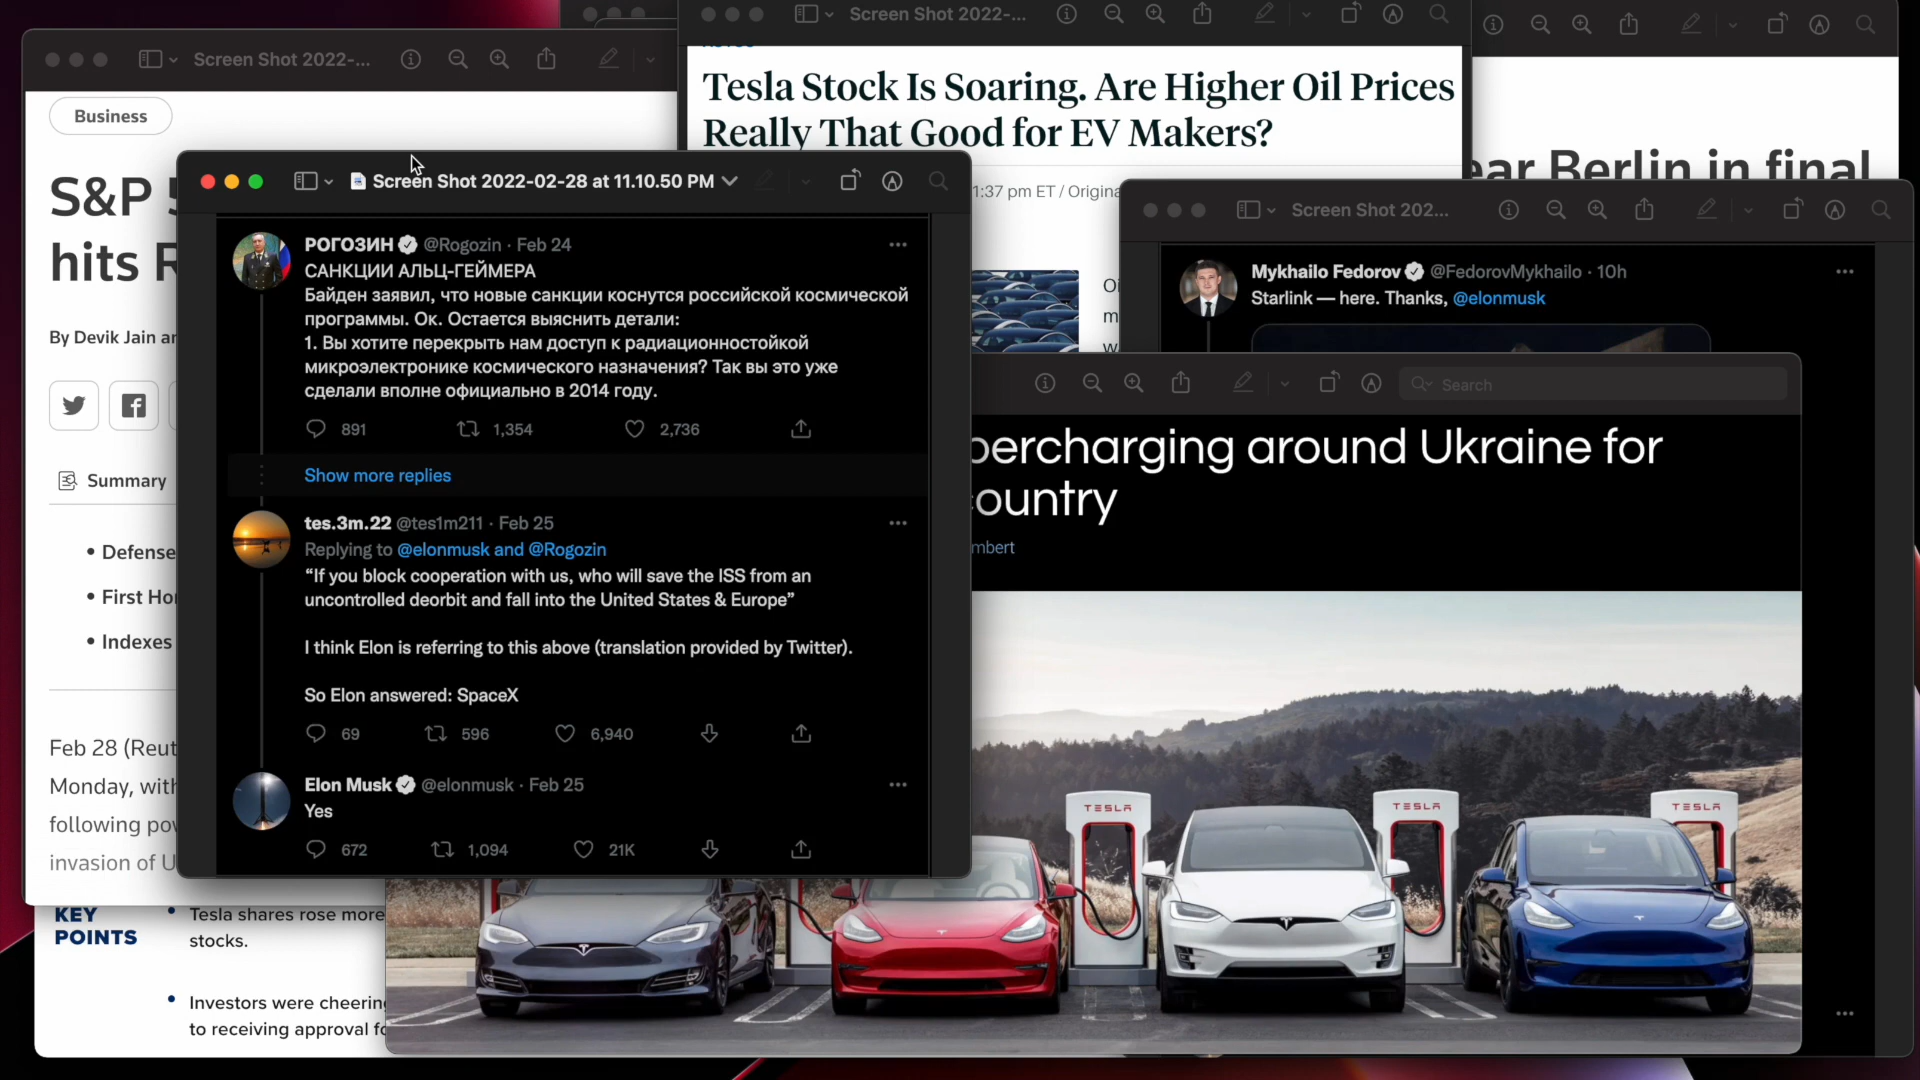 Screen Shot 2022-...
Business
S&P
hits
By Devik Jain
Summary
• Defense
• First
• Indexes
Feb 28
Monday, with
following
invasion of
KEY
POINTS
Tesla shares rose more
stocks.
Investors were cheering
to receiving approval
Screen Shot 2022-...
Tesla Stock Is Soaring. Are Higher Oil Prices
Really That Good for EV Makers?
1:37 pm ET /
Berlin in final
Screen Shot 2022-02-28 at 11.10.50 PM
РОГОЗИН @Rogozin · Feb 24
САНКЦИИ АЛЬЦ-ГЕЙМЕРА
Байден заявил, что новые санкции коснутся российской космической
программы. Ок. Остается выяснить детали:
1. Вы хотите перекрыть нам доступ к радиационностойкой
микроэлектронике космического назначения? Так вы это уже
сделали вполне официально в 2014 году.
891 1,354 2,736
Show more replies
tes.3m.22 @tes1m211 · Feb 25
Replying to @elonmusk and @Rogozin
“If you block cooperation with us, who will save the ISS from an
uncontrolled deorbit and fall into the United States & Europe”
I think Elon is referring to this above (translation provided by Twitter).
So Elon answered: SpaceX
69 596 6,940
Elon Musk @elonmusk · Feb 25
Yes
672 1,094 21K
Screen Shot 202...
Mykhailo Fedorov @FedorovMykhailo · 10h
Starlink — here. Thanks, @elonmusk
Search
around Ukraine for
TESLA
TESLA
TESLA